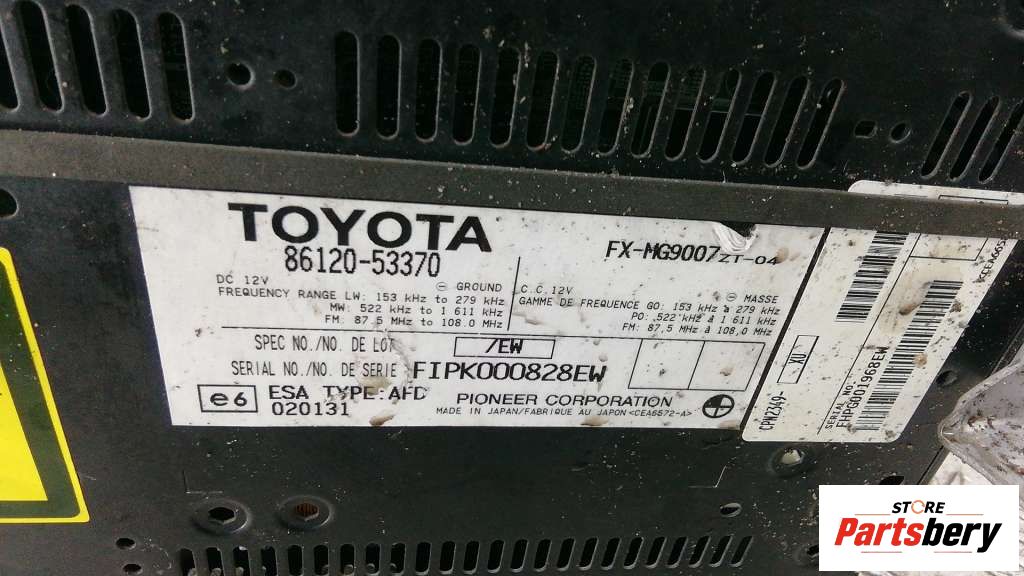 TOYOTA
86120-53370
FX-MG9007ZT-04
DC 12V ⊖ GROUND
FREQUENCY RANGE LW: 153 kHz to 279 kHz
MW: 522 kHz to 1 611 kHz
FM: 87.5 MHz to 108.0 MHz
C.C.12V ⊖ MASSE
GAMME DE FREQUENCE GO: 153 kHz à 279 kHz
PO: 522 kHz à 1 611 kHz
FM: 87.5 MHz à 108.0 MHz
SPEC NO./NO. DE LOT /EW
SERIAL NO./NO. DE SERIE FIPK000828EW
e6 ESA TYPE: AFD
020131
PIONEER CORPORATION
MADE IN JAPAN/FABRIQUE AU JAPON <CEA6572-A>
CPN2349-
XU
SERIAL NO.
STORE
Partsbery